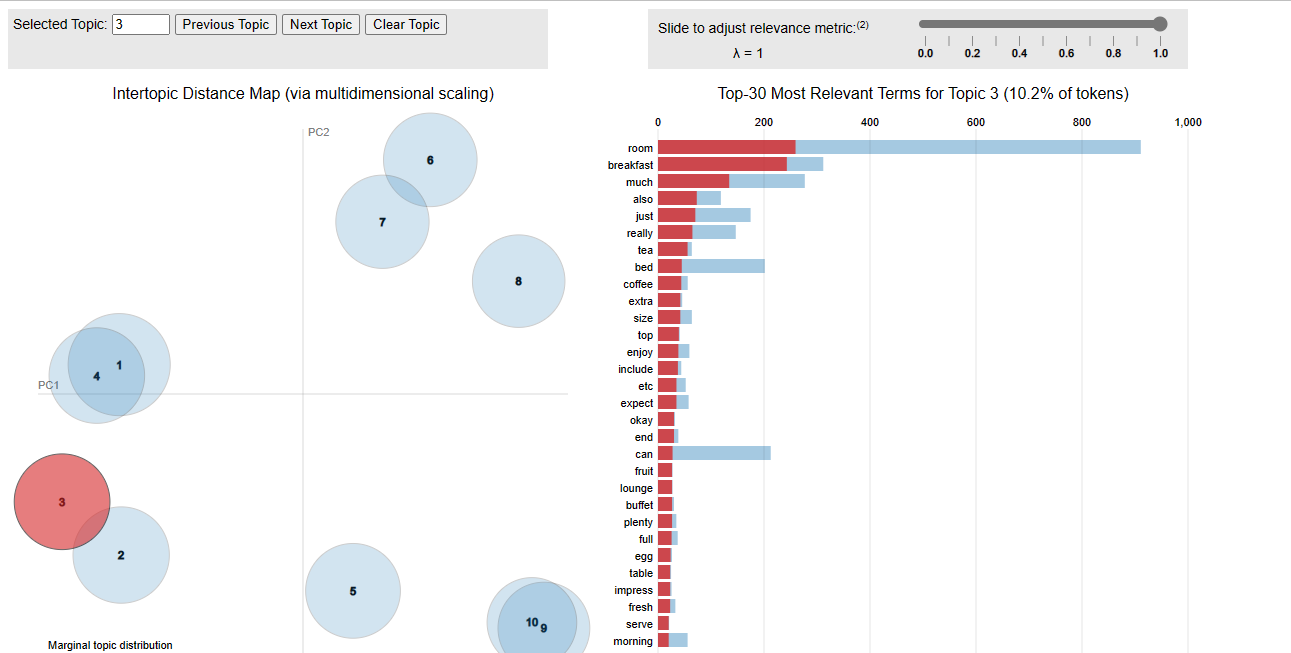 Selected Topic: 3 Previous Topic Next Topic Clear Topic
Slide to adjust relevance metric:(2)
λ = 1
0.0 0.2 0.4 0.6 0.8 1.0
Intertopic Distance Map (via multidimensional scaling)
PC2
6
7
8
1
4
PC1
3
2
5
10
9
Marginal topic distribution
Top-30 Most Relevant Terms for Topic 3 (10.2% of tokens)
0 200 400 600 800 1,000
room
breakfast
much
also
just
really
tea
bed
coffee
extra
size
top
enjoy
include
etc
expect
okay
end
can
fruit
lounge
buffet
plenty
full
egg
table
impress
fresh
serve
morning